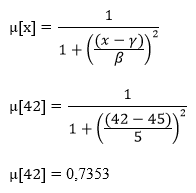 μ[x] = 1 / (1 + ((x − γ) / β)²)
μ[42] = 1 / (1 + ((42 − 45) / 5)²)
μ[42] = 0,7353